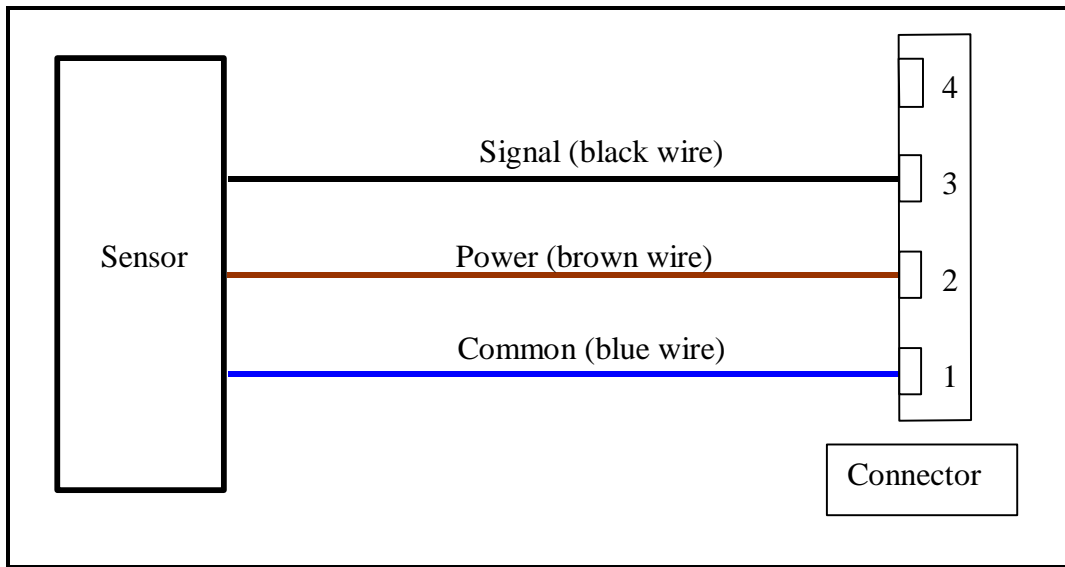 4
Signal (black wire)
3
Sensor
Power (brown wire)
2
Common (blue wire)
1
Connector